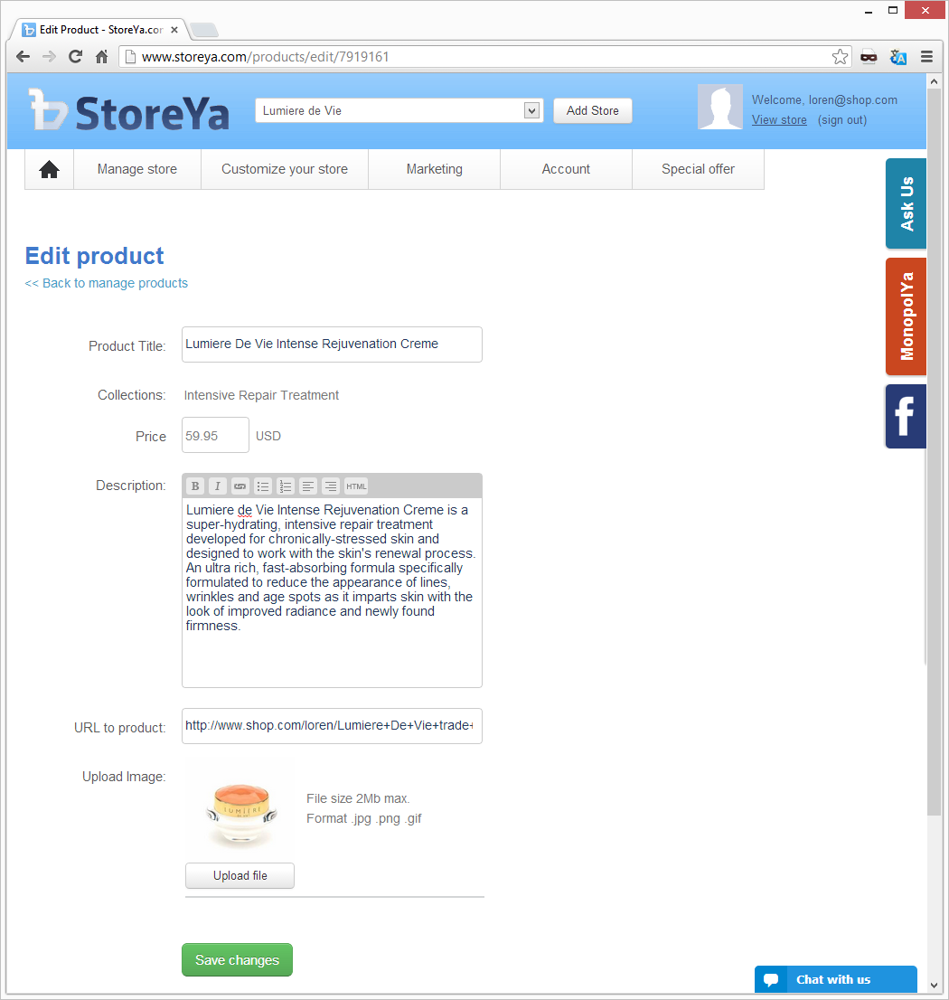 Edit Product - StoreYa.cor
www.storeya.com/products/edit/7919161
StoreYa
Lumiere de Vie
Add Store
Welcome, loren@shop.com
View store (sign out)
Manage store
Customize your store
Marketing
Account
Special offer
Ask Us
MonopolYa
f
Edit product
<< Back to manage products
Product Title: Lumiere De Vie Intense Rejuvenation Creme
Collections: Intensive Repair Treatment
Price 59.95 USD
Description:
B I HTML
Lumiere de Vie Intense Rejuvenation Creme is a
super-hydrating, intensive repair treatment
developed for chronically-stressed skin and
designed to work with the skin's renewal process.
An ultra rich, fast-absorbing formula specifically
formulated to reduce the appearance of lines,
wrinkles and age spots as it imparts skin with the
look of improved radiance and newly found
firmness.
URL to product: http://www.shop.com/loren/Lumiere+De+Vie+trade+
Upload Image:
LUMIÈRE
File size 2Mb max.
Format .jpg .png .gif
Upload file
Save changes
Chat with us